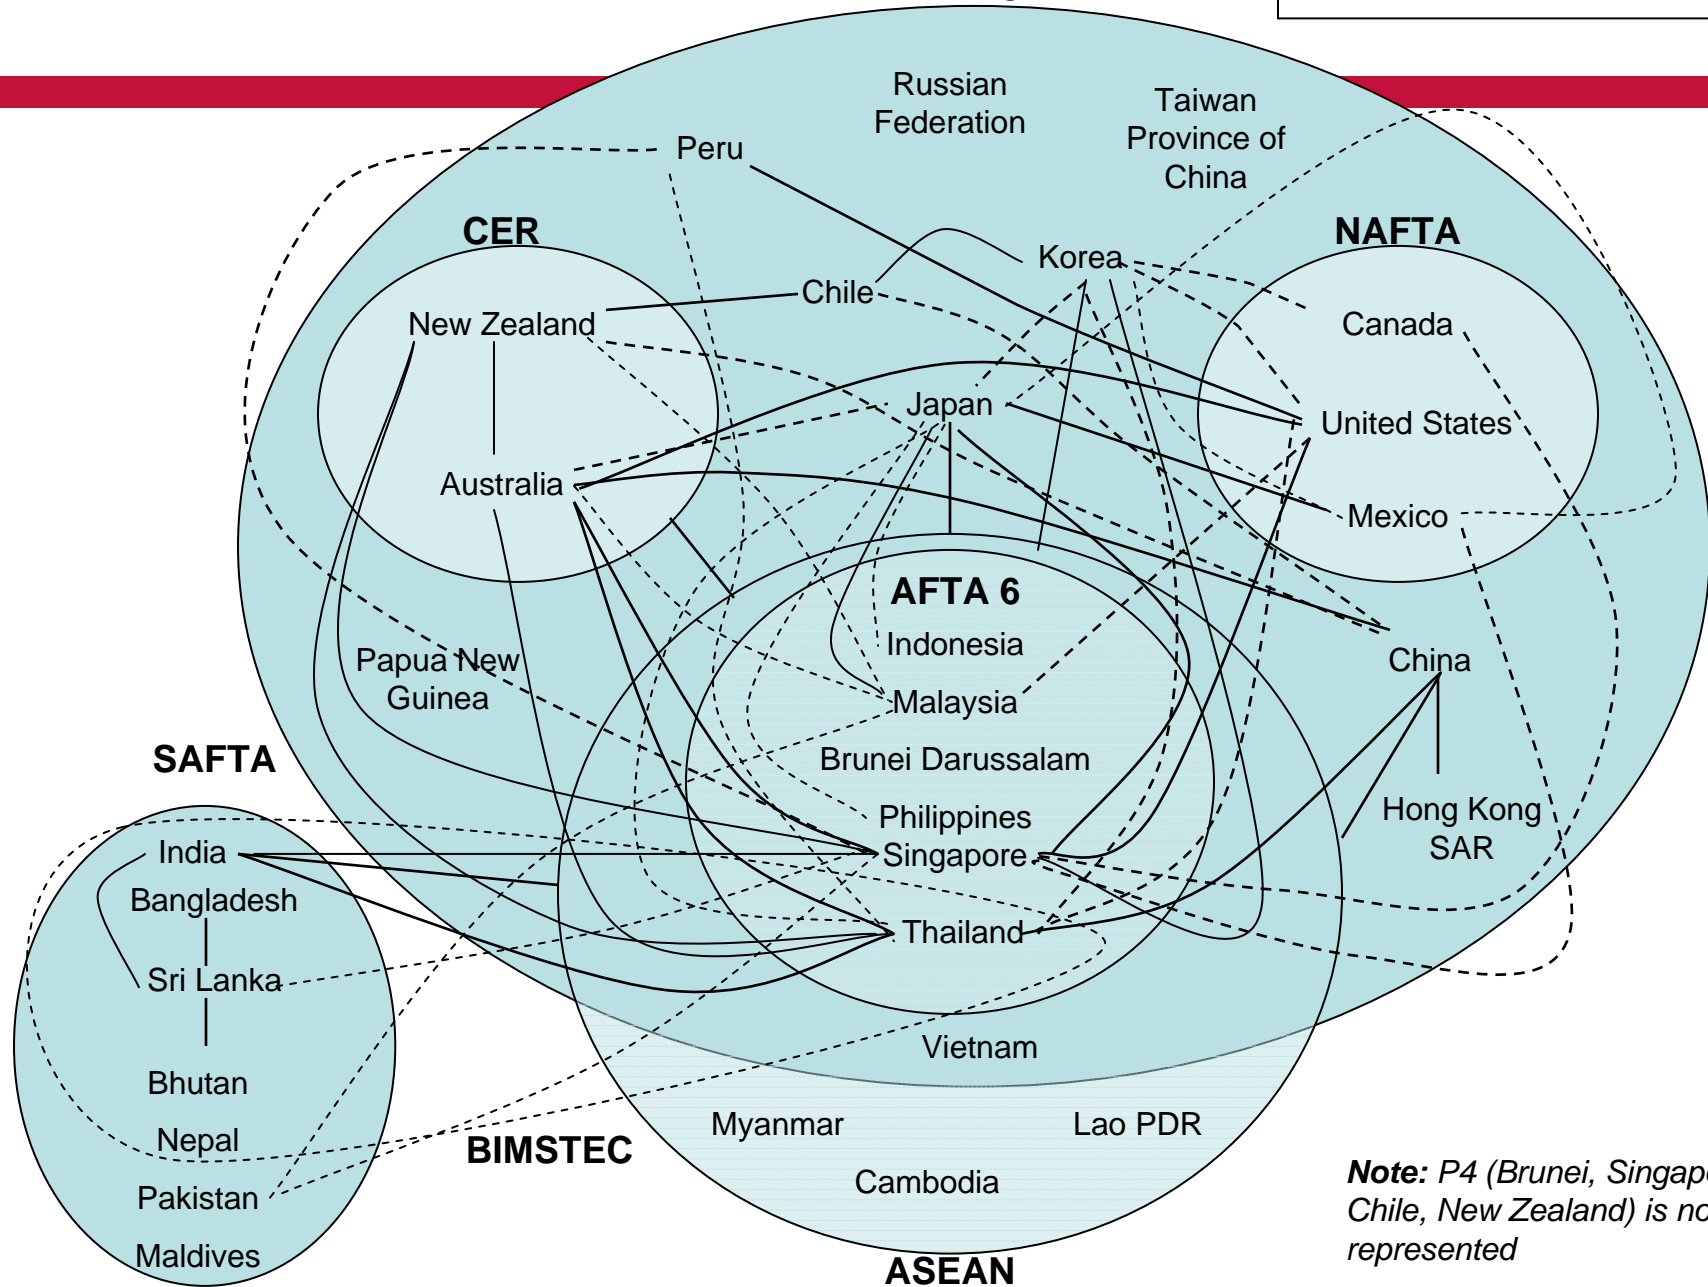 Russian
Federation
Taiwan
Province of
China
Peru
CER
NAFTA
Korea
Chile
New Zealand
Canada
Japan
United States
Australia
Mexico
AFTA 6
Indonesia
Papua New
Guinea
China
Malaysia
SAFTA
Brunei Darussalam
Philippines
Hong Kong
SAR
India
Singapore
Bangladesh
Thailand
Sri Lanka
Vietnam
Bhutan
Myanmar
Lao PDR
Nepal
BIMSTEC
Cambodia
Pakistan
Note: P4 (Brunei,
Chile, New Zealand) is
represented
Maldives
ASEAN